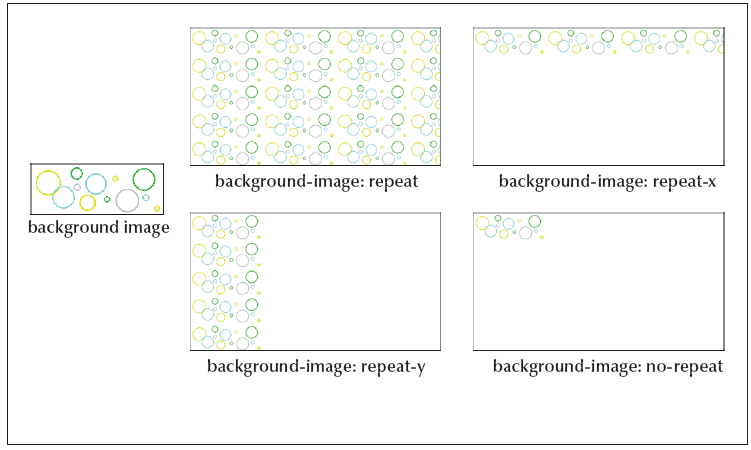 background-image: repeat
background-image: repeat-x
background image
background-image: repeat-y
background-image: no-repeat